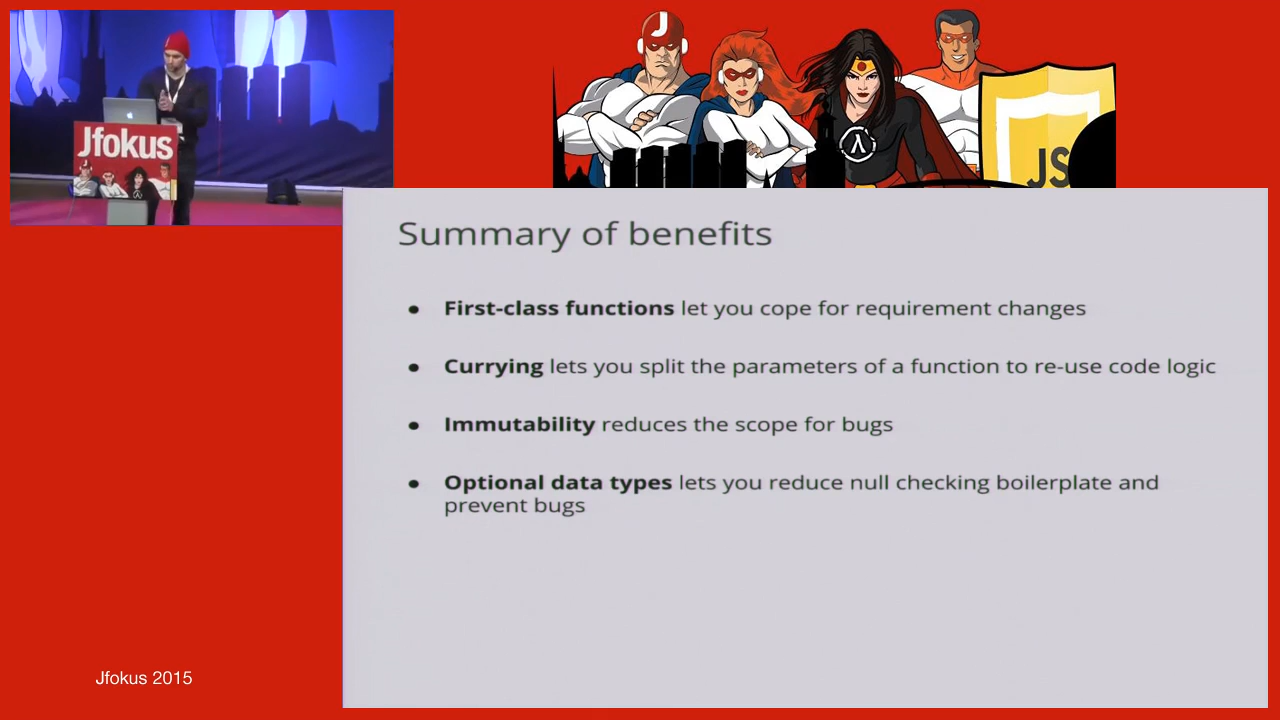 J
Jfokus
λ
JS
Summary of benefits
● First-class functions let you cope for requirement changes
● Currying lets you split the parameters of a function to re-use code logic
● Immutability reduces the scope for bugs
● Optional data types lets you reduce null checking boilerplate and
prevent bugs
Jfokus 2015